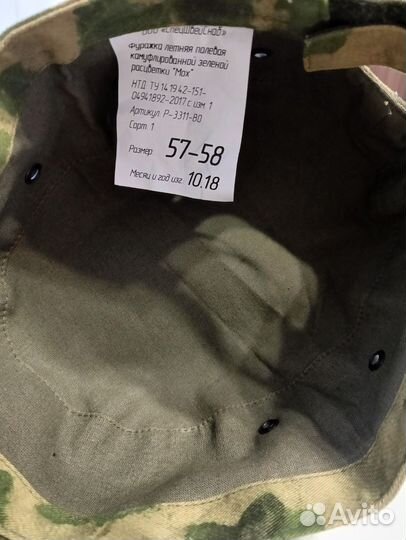 ООО «СпецШвейСнаб»
Фуражка летняя полевая
камуфлированной зеленой
расцветки "Мох"
НТД ТУ 14.19.42-151-
04941892-2017 с изм. 1
Артикул Р-3311-80
Сорт 1
Размер 57-58
Месяц и год изг. 10.18
Avito